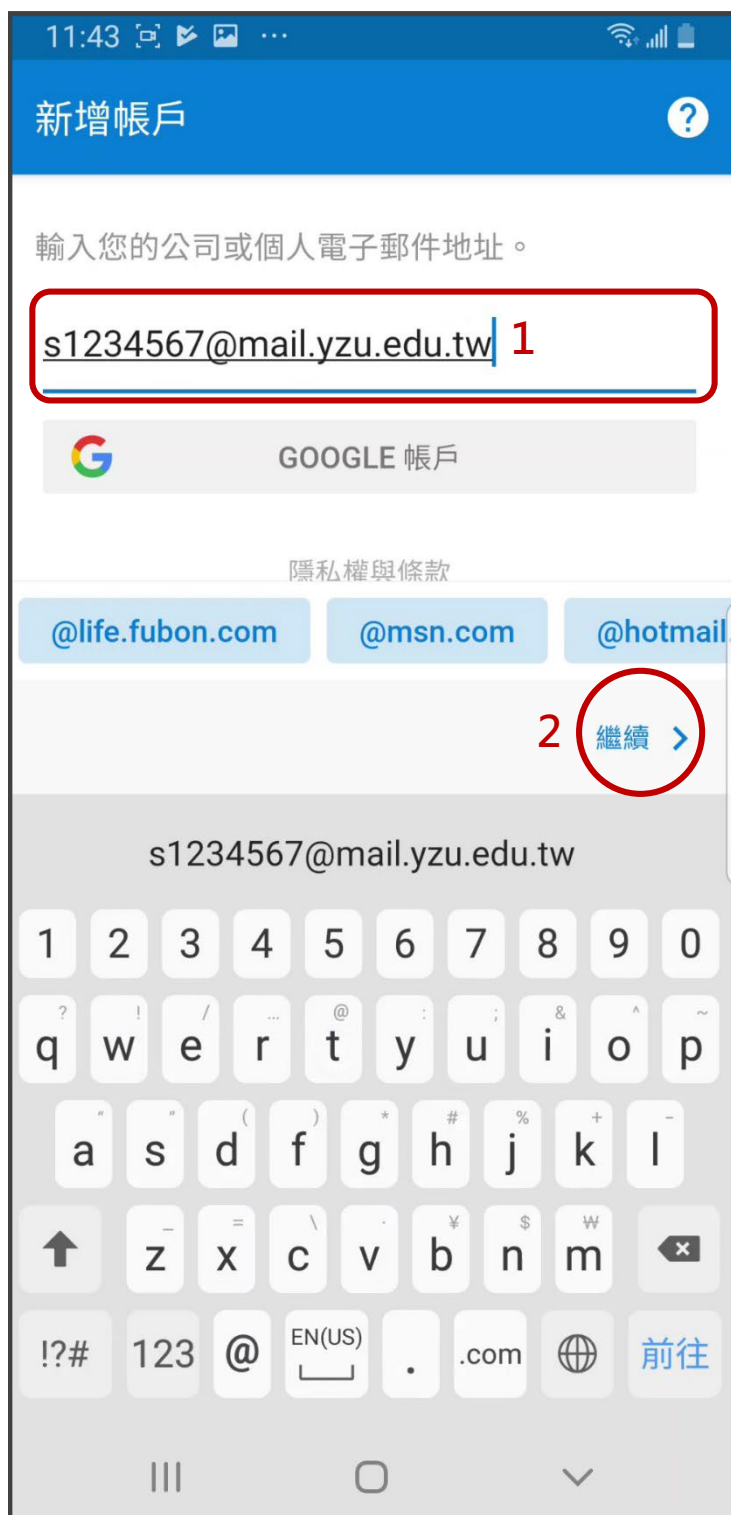 11:43
新增帳戶
?
輸入您的公司或個人電子郵件地址。
s1234567@mail.yzu.edu.tw 1
G GOOGLE 帳戶
隱私權與條款
@life.fubon.com @msn.com @hotmail.
2 繼續 >
s1234567@mail.yzu.edu.tw
1 2 3 4 5 6 7 8 9 0
? ! / ... @ : ; & ^ ~
q w e r t y u i o p
" " ( ) * # % + -
a s d f g h j k l
_ = \ · ¥ $ ₩
z x c v b n m
!?# 123 @ EN(US) . .com 前往